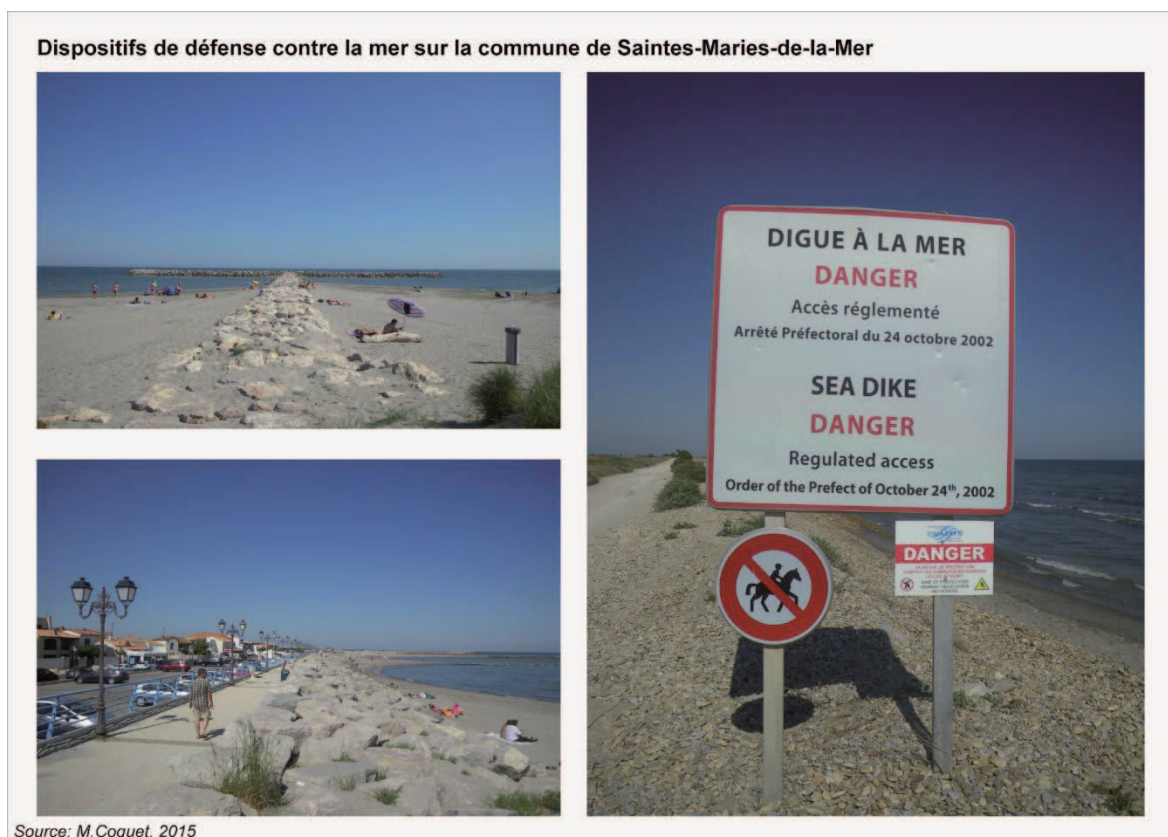 Dispositifs de défense contre la mer sur la commune de Saintes-Maries-de-la-Mer
DIGUE À LA MER
DANGER
Accès réglementé
Arrêté Préfectoral du 24 octobre 2002
SEA DIKE
DANGER
Regulated access
Order of the Prefect of October 24th, 2002
DANGER
Source: M.Coquet, 2015